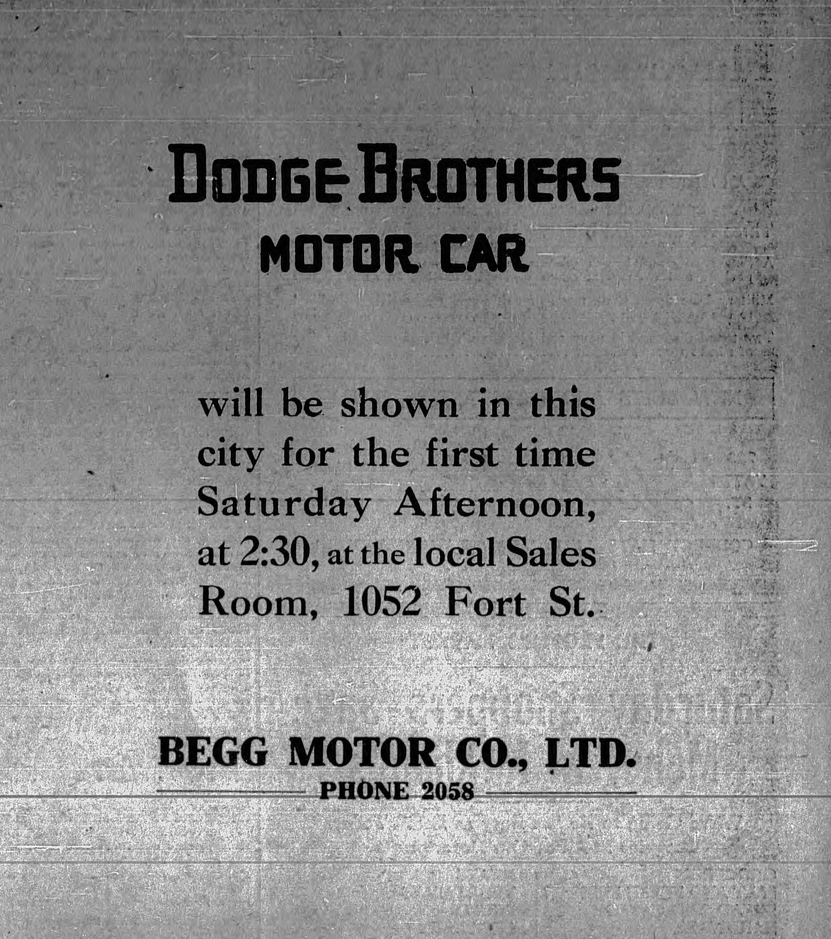 DODGE BROTHERS
MOTOR CAR
will be shown in this
city for the first time
Saturday Afternoon,
at 2:30, at the local Sales
Room, 1052 Fort St.
BEGG MOTOR CO., LTD.
PHONE 2058